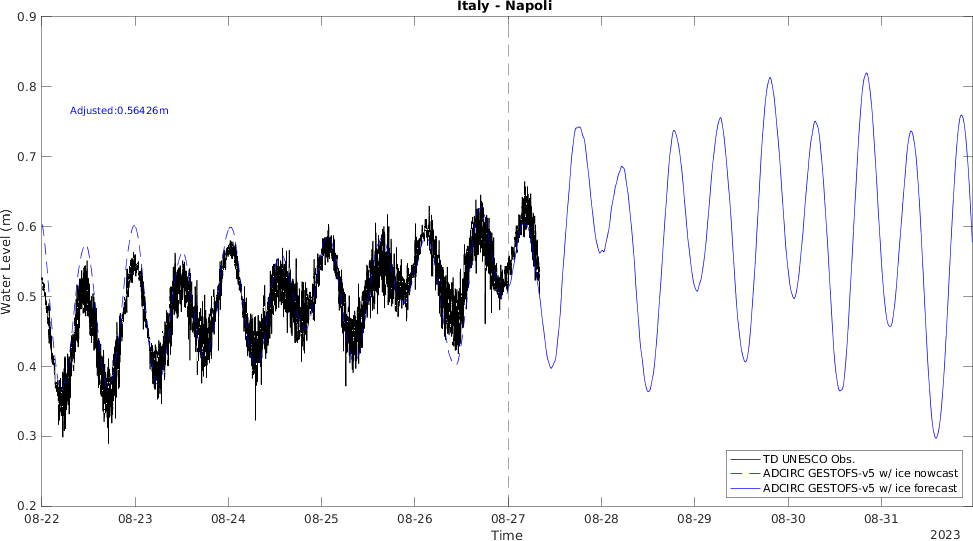 Italy - Napoli
0.9
0.8
0.7
0.6
0.5
0.4
0.3
0.2
Water Level (m)
Adjusted:0.56426m
TD UNESCO Obs.
ADCIRC GESTOFS-v5 w/ ice nowcast
ADCIRC GESTOFS-v5 w/ ice forecast
08-22 08-23 08-24 08-25 08-26 08-27 08-28 08-29 08-30 08-31
Time
2023